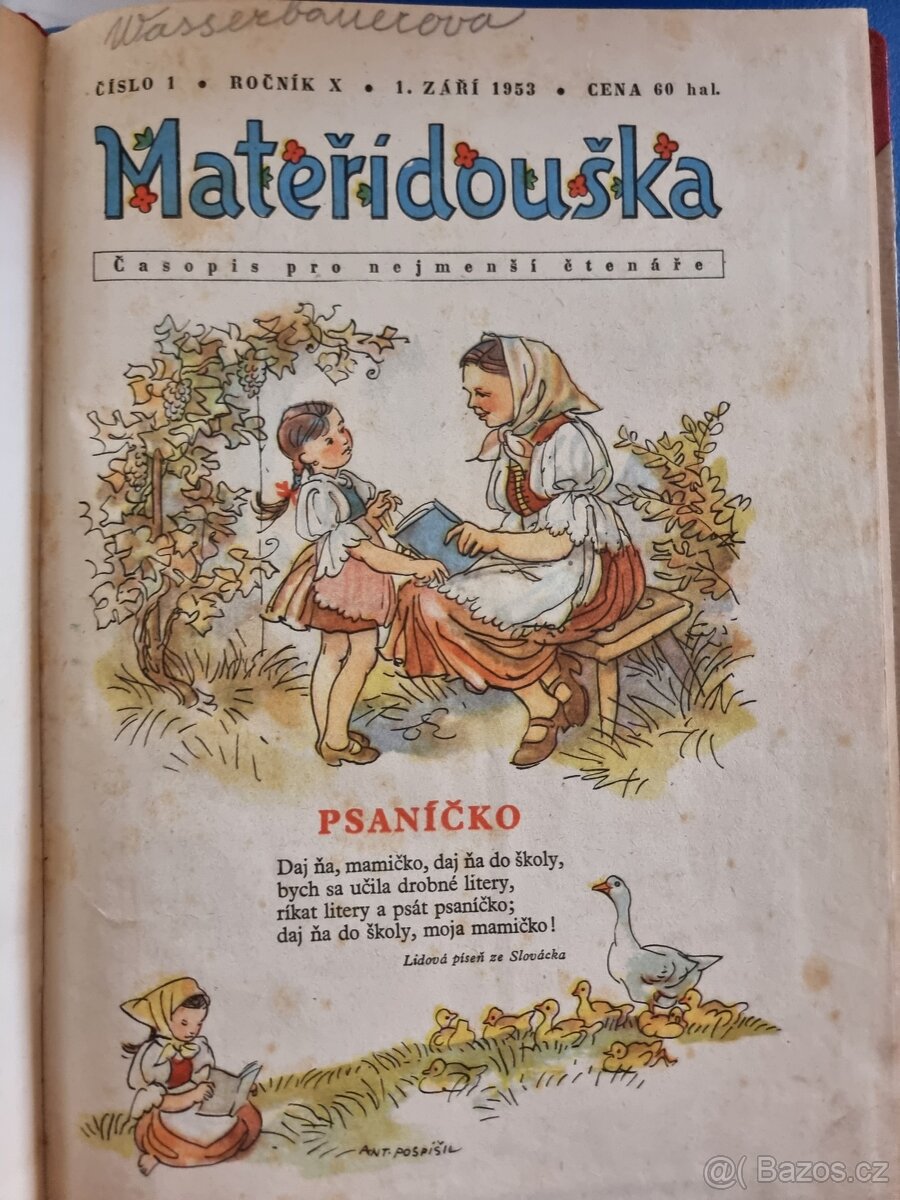 Wasserbauerova
ČÍSLO 1 • ROČNÍK X • 1. ZÁŘÍ 1953 • CENA 60 hal.
Mateřídouška
Časopis pro nejmenší čtenáře
PSANÍČKO
Daj ňa, mamičko, daj ňa do školy,
bych sa učila drobné litery,
ríkat litery a psát psaníčko;
daj ňa do školy, moja mamičko!
Lidová píseň ze Slovácka
ANT. POSPÍŠIL
@( Bazos.cz